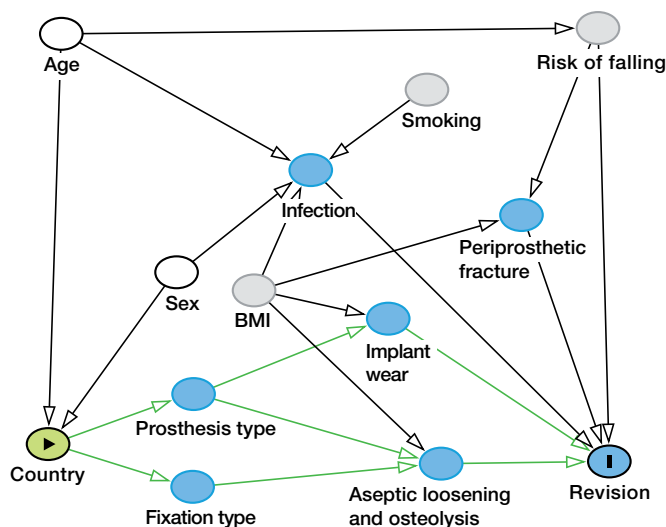 Age
Risk of falling
Smoking
Infection
Periprosthetic
fracture
Sex
BMI
Implant
wear
Prosthesis type
Country
Fixation type
Aseptic loosening
and osteolysis
Revision